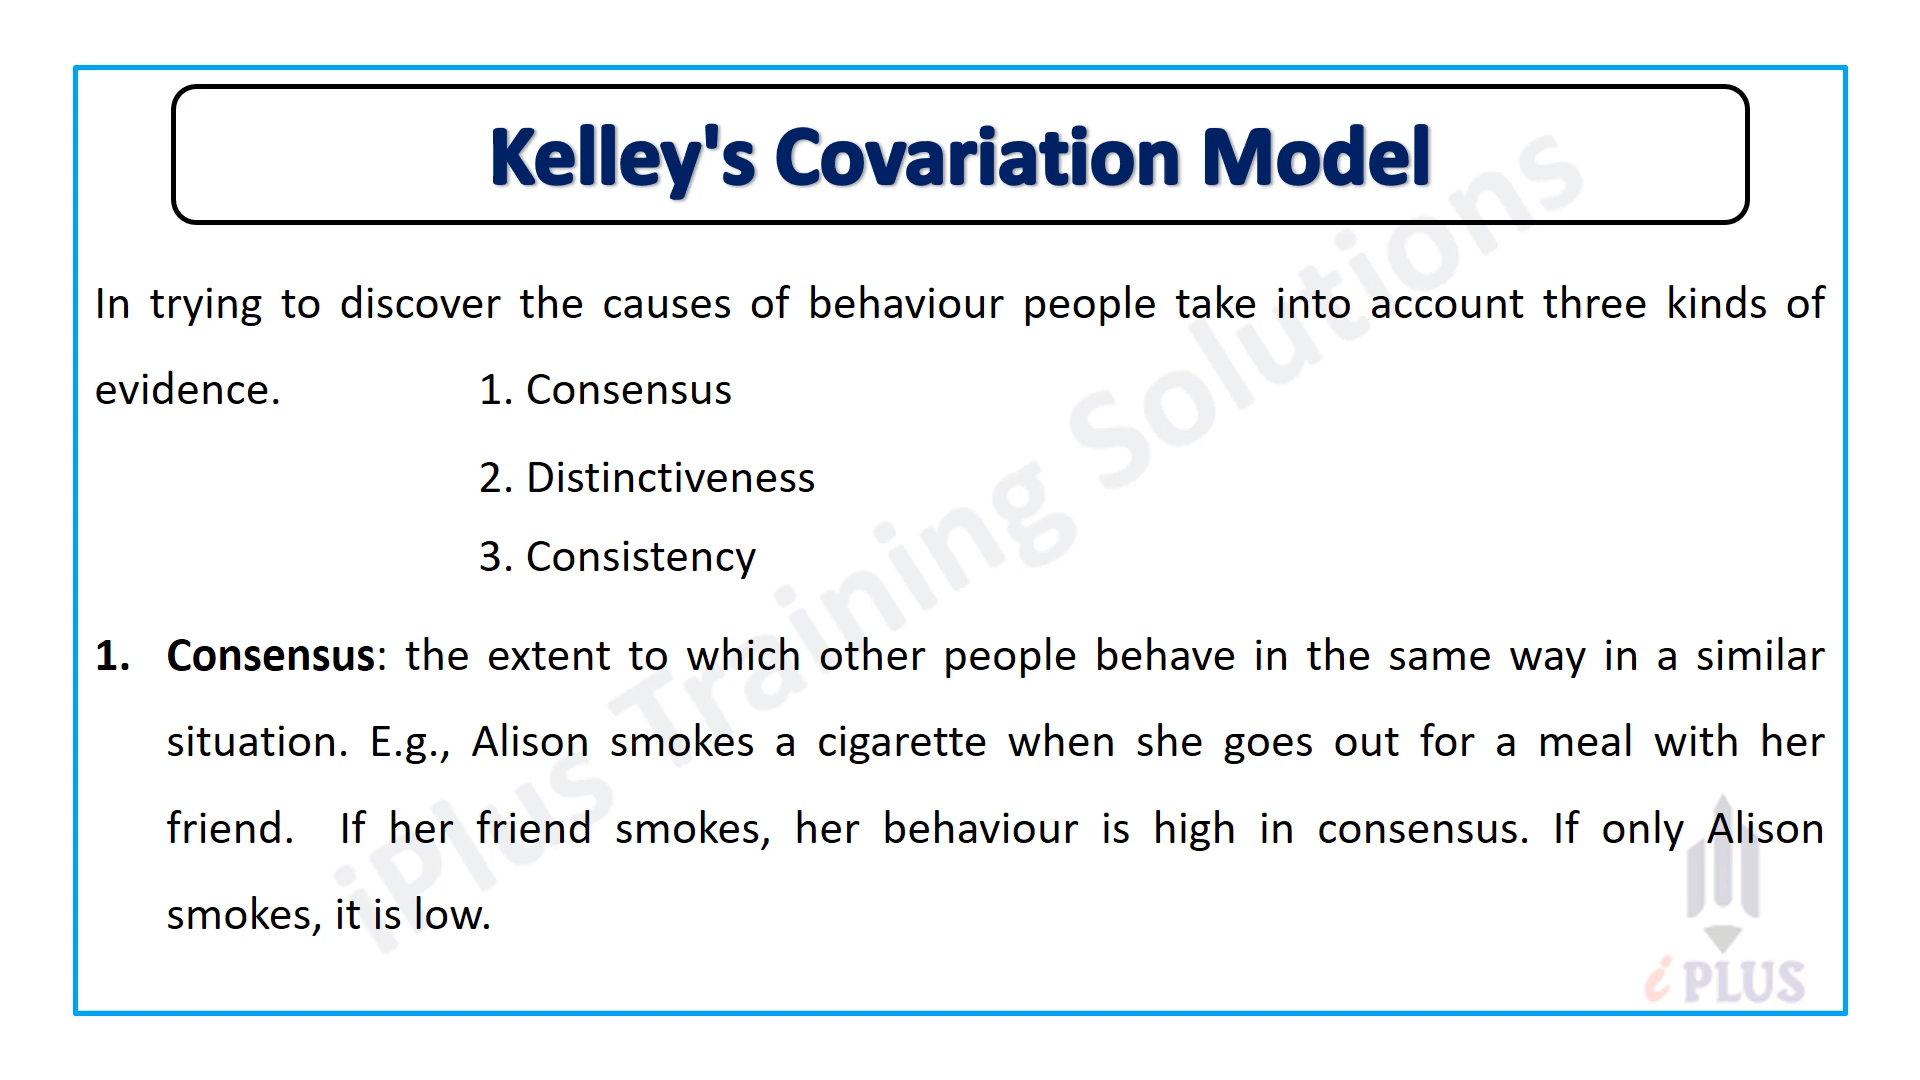 Kelley's Covariation Model
In trying to discover the causes of behaviour people take into account three kinds of
evidence. 1. Consensus
2. Distinctiveness
3. Consistency
1. Consensus: the extent to which other people behave in the same way in a similar
situation. E.g., Alison smokes a cigarette when she goes out for a meal with her
friend. If her friend smokes, her behaviour is high in consensus. If only Alison
smokes, it is low.
iPlus Training Solutions
i PLUS